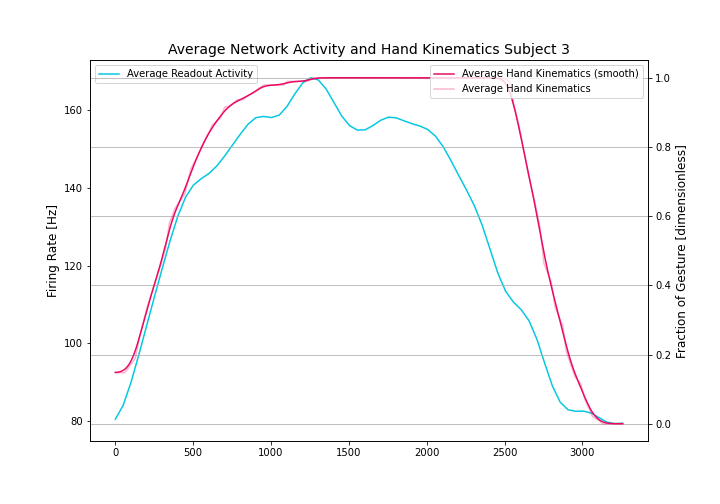 Average Network Activity and Hand Kinematics Subject 3
Average Readout Activity
Average Hand Kinematics (smooth)
Average Hand Kinematics
Firing Rate [Hz]
160
140
120
100
80
1.0
0.8
0.6
0.4
0.2
0.0
Fraction of Gesture [dimensionless]
0 500 1000 1500 2000 2500 3000